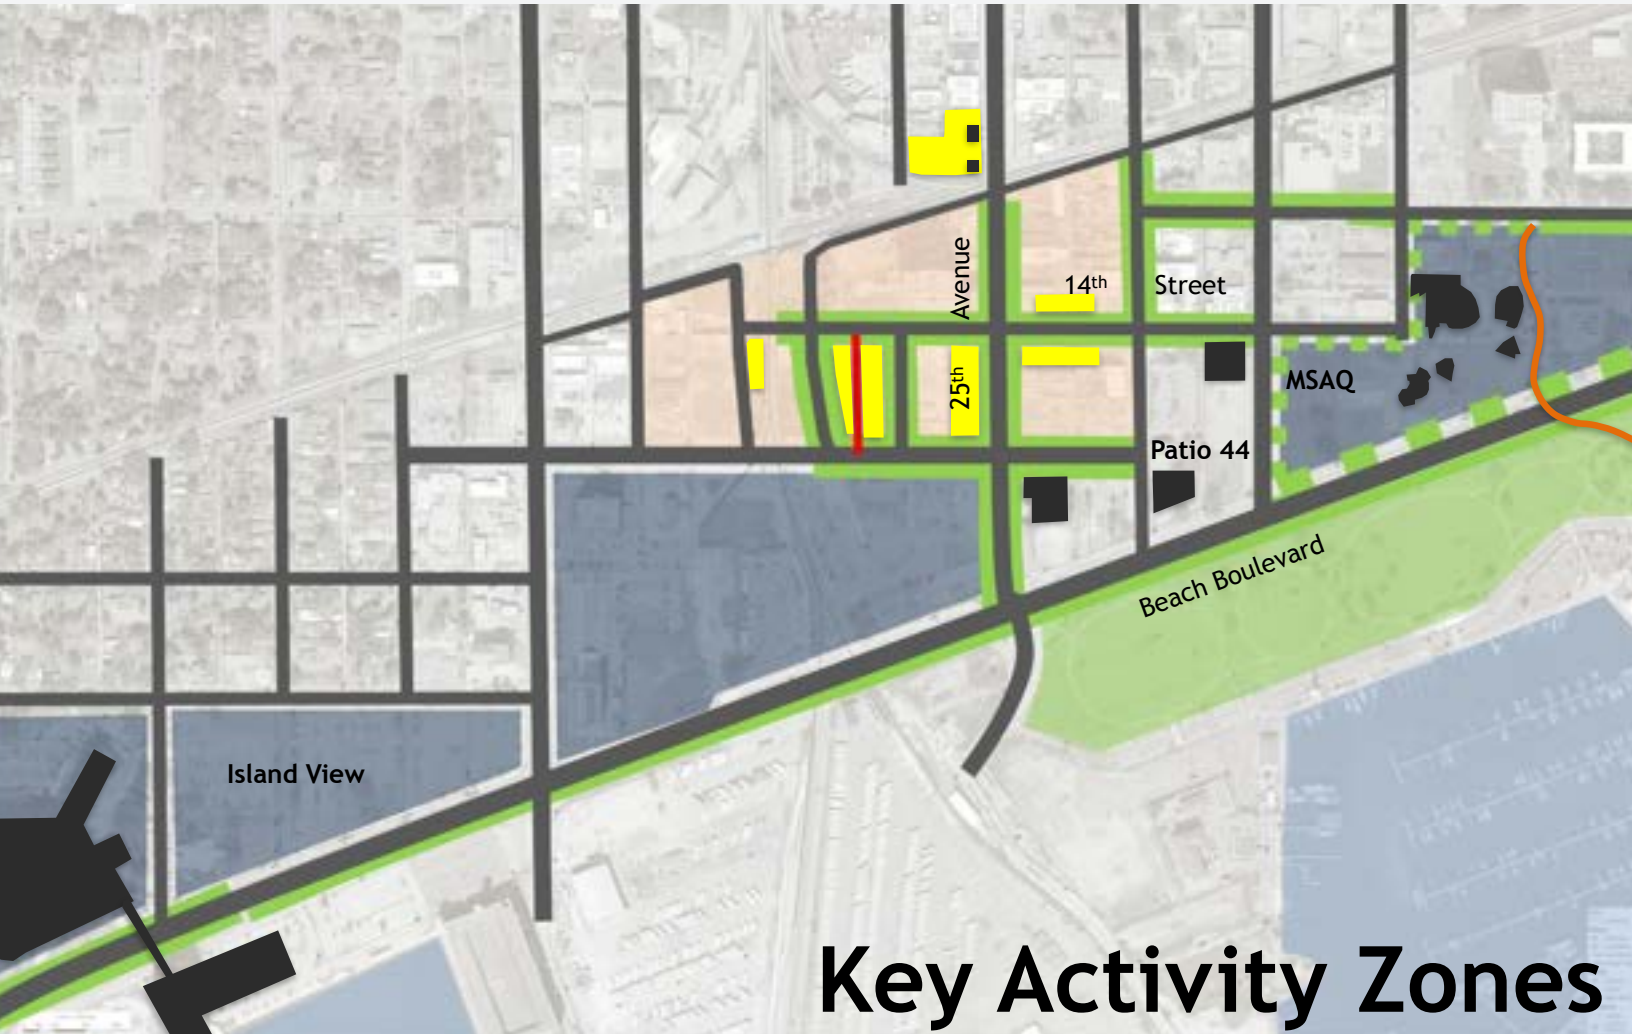 Avenue
14th
Street
25th
MSAQ
Patio 44
Beach Boulevard
Island View
Key Activity Zones